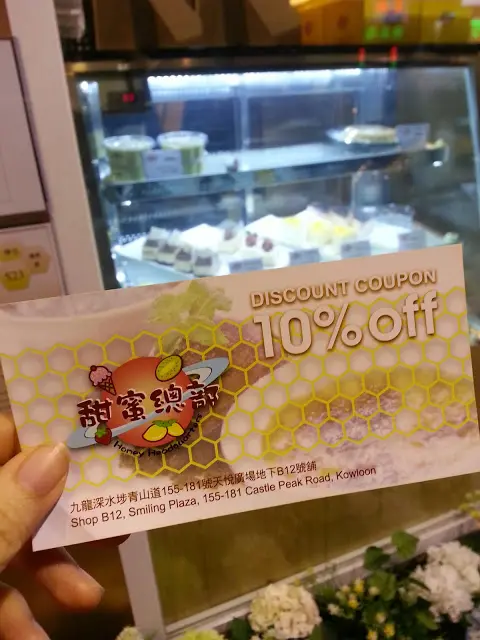 DISCOUNT COUPON
10% off
甜蜜總部
九龍深水埗青山道155-181號天悅廣場地下B12號舖
Shop B12, Smiling Plaza, 155-181 Castle Peak Road, Kowloon